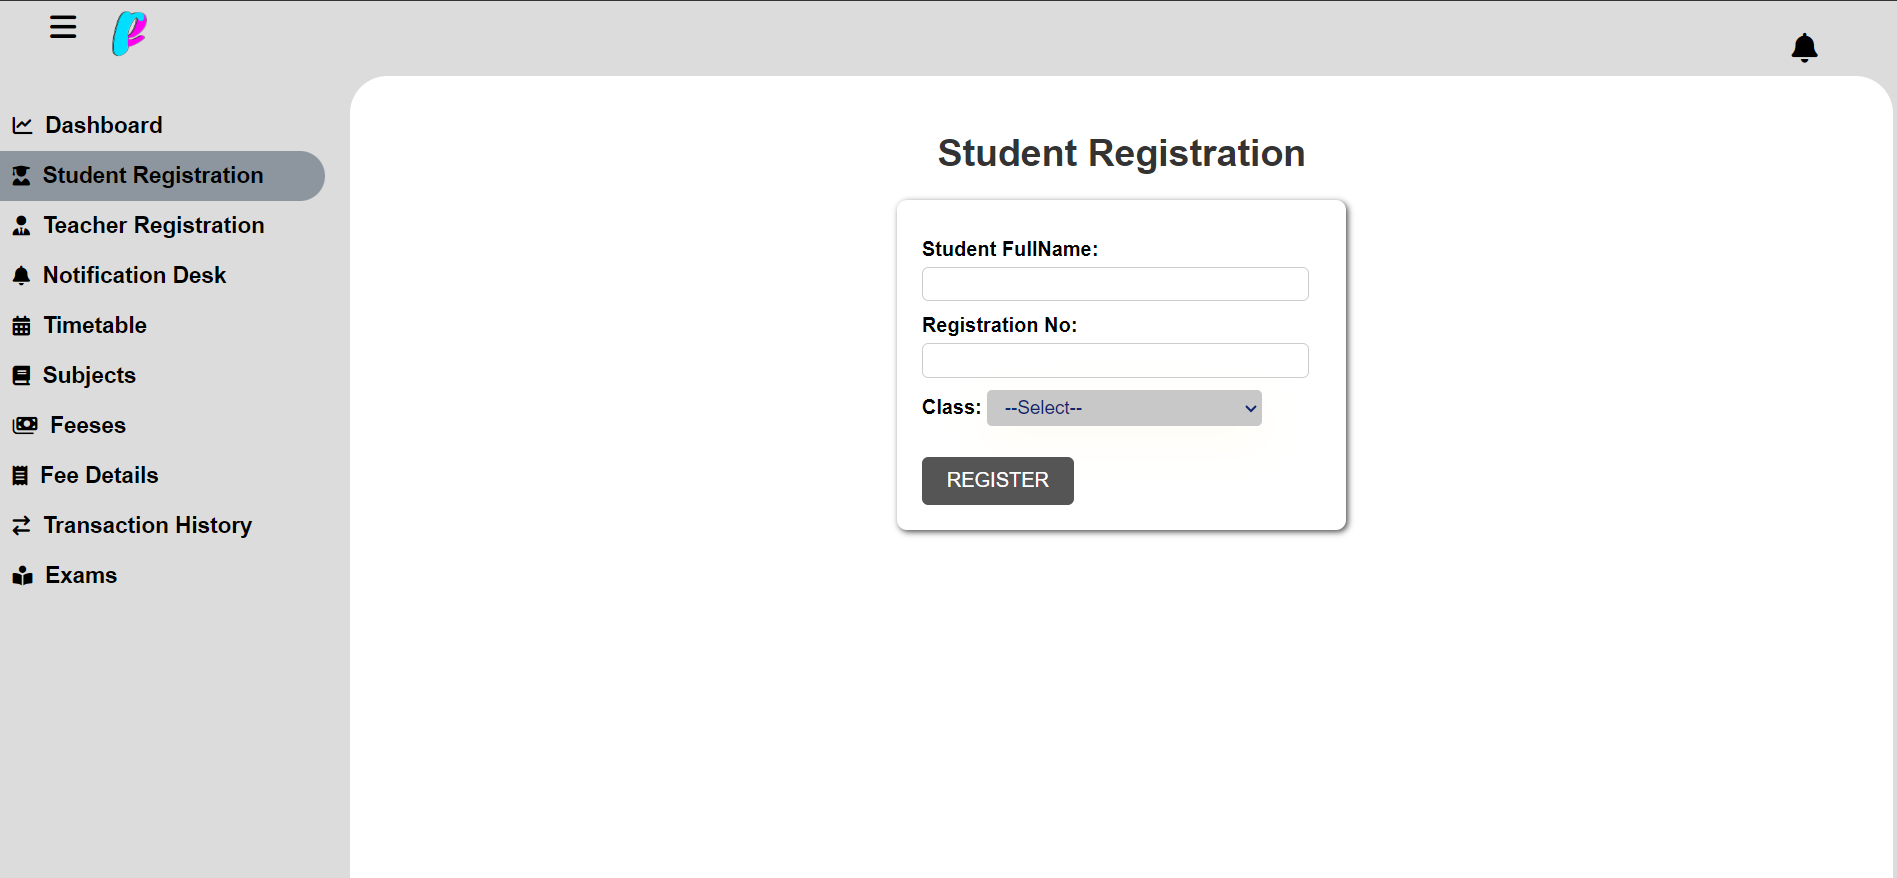 Dashboard
Student Registration
Teacher Registration
Notification Desk
Timetable
Subjects
Feeses
Fee Details
Transaction History
Exams
Student Registration
Student FullName:
Registration No:
Class: --Select--
REGISTER